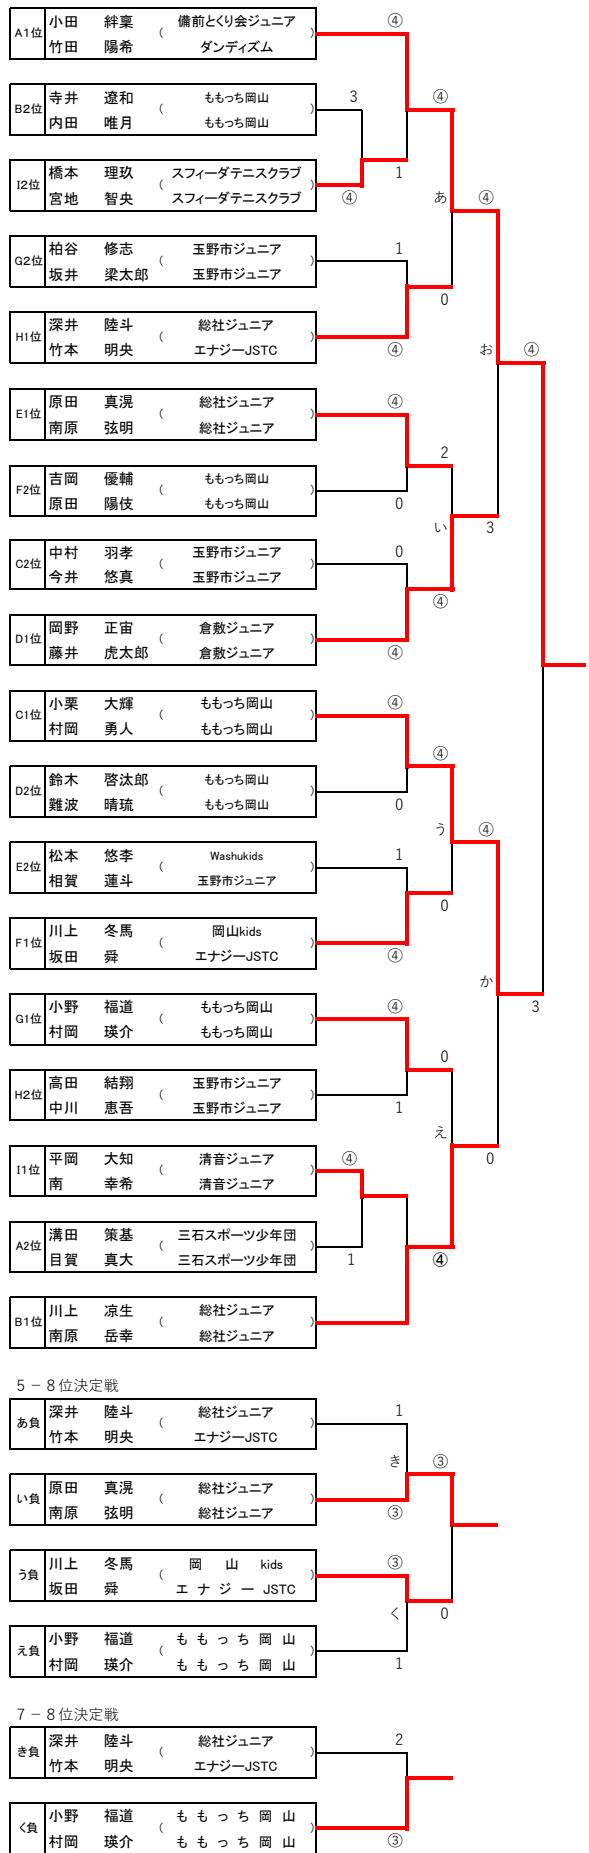 A1位 小田 絆稟 ( 備前とくり会ジュニア ) ④
竹田 陽希 ダンディズム
B2位 寺井 遼和 ( ももっち岡山 ) 3 ④
内田 唯月 ももっち岡山
I2位 橋本 理玖 ( スフィーダテニスクラブ ) 1
宮地 智央 スフィーダテニスクラブ ④ あ ④
G2位 柏谷 修志 ( 玉野市ジュニア ) 1
坂井 梁太郎 玉野市ジュニア
0
H1位 深井 陸斗 ( 総社ジュニア )
竹本 明央 エナジーJSTC ④ お ④
E1位 原田 真滉 ( 総社ジュニア ) ④
南原 弦明 総社ジュニア
2
F2位 吉岡 優輔 ( ももっち岡山 )
原田 陽伎 ももっち岡山 0
い 3
C2位 中村 羽孝 ( 玉野市ジュニア ) 0
今井 悠真 玉野市ジュニア
④
D1位 岡野 正宙 ( 倉敷ジュニア )
藤井 虎太郎 倉敷ジュニア ④
C1位 小栗 大輝 ( ももっち岡山 ) ④
村岡 勇人 ももっち岡山
④
D2位 鈴木 啓汰郎 ( ももっち岡山 )
難波 晴琉 ももっち岡山 0
う ④
E2位 松本 悠李 ( Washukids ) 1
相賀 蓮斗 玉野市ジュニア
0
F1位 川上 冬馬 ( 岡山kids )
坂田 舜 エナジーJSTC ④
か
G1位 小野 福道 ( ももっち岡山 ) ④ 3
村岡 瑛介 ももっち岡山
0
H2位 高田 結翔 ( 玉野市ジュニア )
中川 恵吾 玉野市ジュニア 1
え
I1位 平岡 大知 ( 清音ジュニア ) ④ 0
南 幸希 清音ジュニア
A2位 溝田 策基 ( 三石スポーツ少年団 )
目賀 真大 三石スポーツ少年団 1 ④
B1位 川上 凉生 ( 総社ジュニア )
南原 岳幸 総社ジュニア
5－8位決定戦
あ負 深井 陸斗 ( 総社ジュニア ) 1
竹本 明央 エナジーJSTC
き ③
い負 原田 真滉 ( 総社ジュニア )
南原 弦明 総社ジュニア ③
う負 川上 冬馬 ( 岡 山 kids ) ③
坂田 舜 エ ナ ジ ー JSTC
く 0
え負 小野 福道 ( も も っ ち 岡 山 )
村岡 瑛介 も も っ ち 岡 山 1
7－8位決定戦
き負 深井 陸斗 ( 総社ジュニア ) 2
竹本 明央 エナジーJSTC
く負 小野 福道 ( も も っ ち 岡 山 )
村岡 瑛介 も も っ ち 岡 山 ③